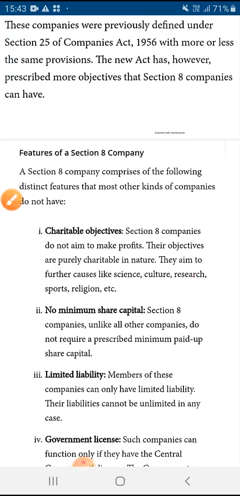 15:43
71%
These companies were previously defined under
Section 25 of Companies Act, 1956 with more or less
the same provisions. The new Act has, however,
prescribed more objectives that Section 8 companies
can have.
Features of a Section 8 Company
A Section 8 company comprises of the following
distinct features that most other kinds of companies
do not have:
i. Charitable objectives: Section 8 companies
do not aim to make profits. Their objectives
are purely charitable in nature. They aim to
further causes like science, culture, research,
sports, religion, etc.
ii. No minimum share capital: Section 8
companies, unlike all other companies, do
not require a prescribed minimum paid-up
share capital.
iii. Limited liability: Members of these
companies can only have limited liability.
Their liabilities cannot be unlimited in any
case.
iv. Government license: Such companies can
function only if they have the Central